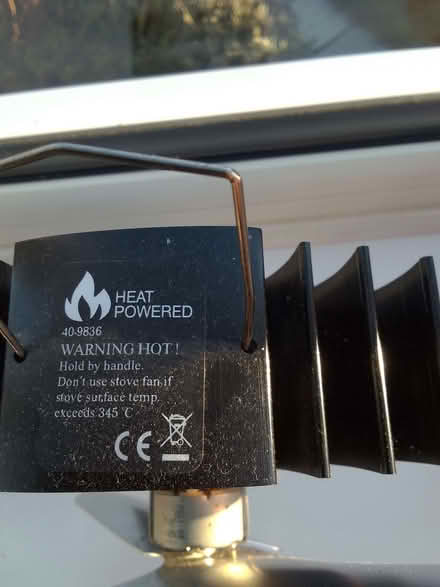 HEAT
POWERED
40-9836
WARNING HOT !
Hold by handle.
Don't use stove fan if
stove surface temp.
exceeds 345 °C
CE